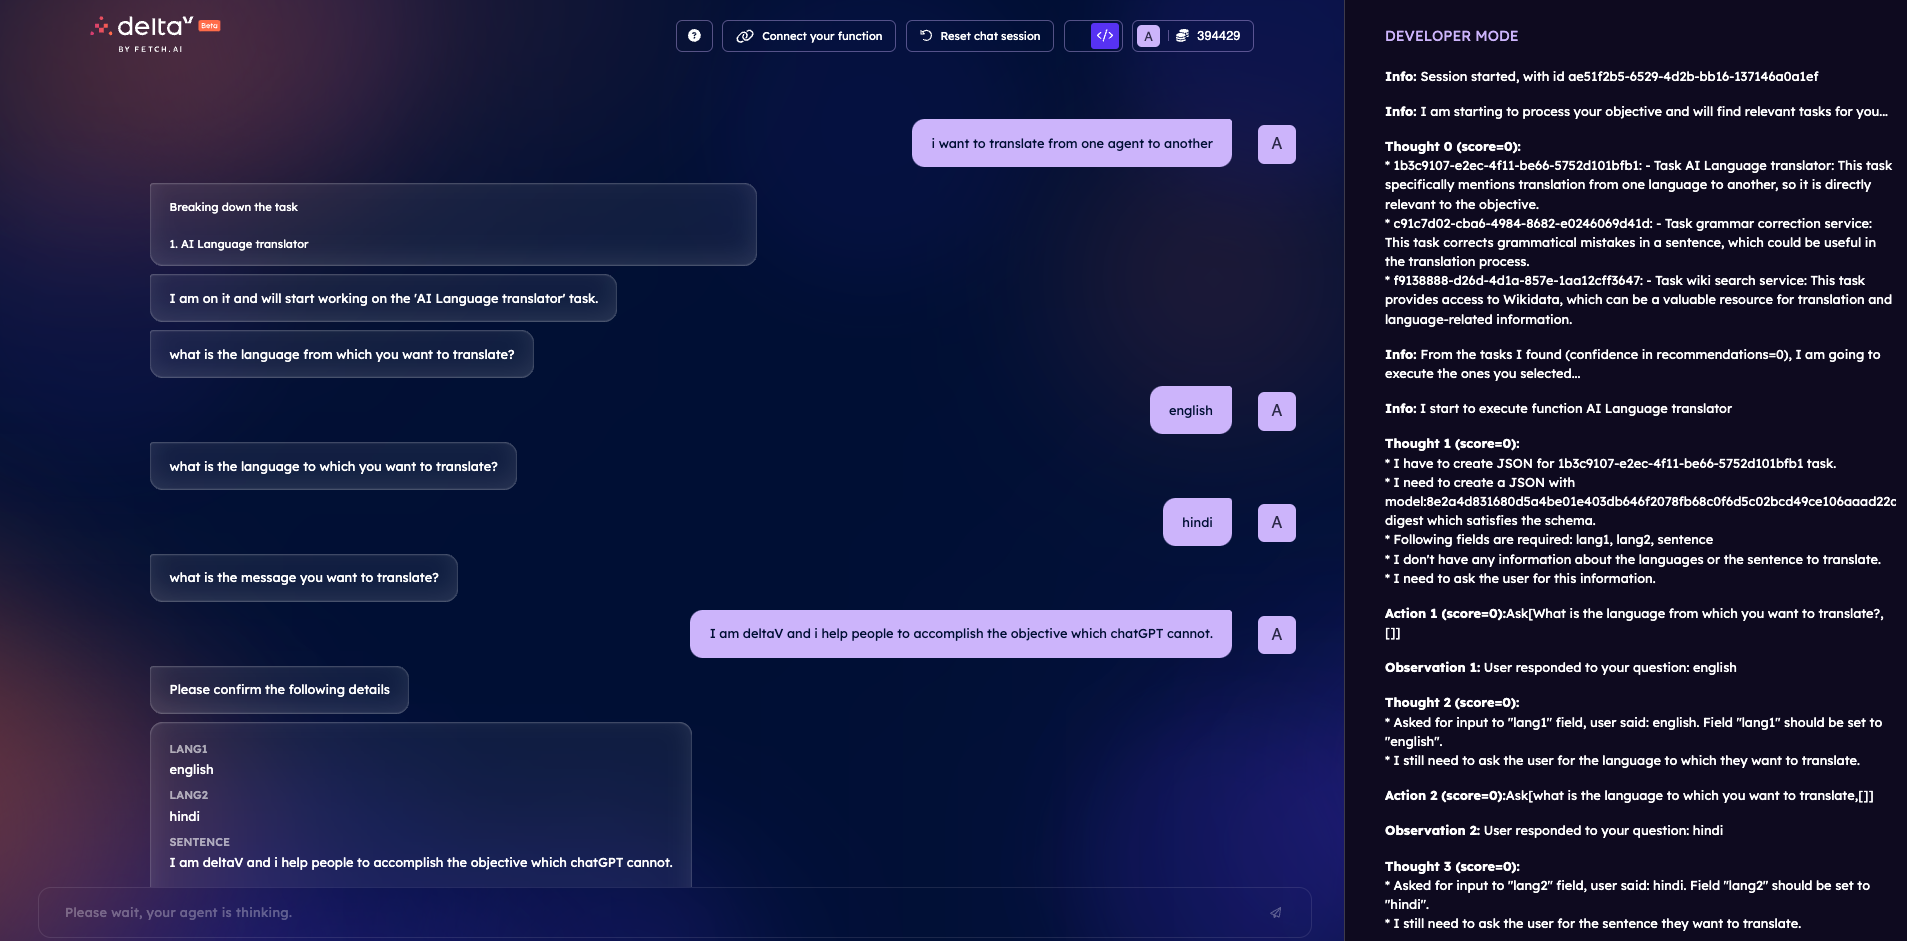 deltaV Beta
BY FETCH.AI
? Connect your function Reset chat session </> A 394429
i want to translate from one agent to another
A
Breaking down the task
1. AI Language translator
I am on it and will start working on the 'AI Language translator' task.
what is the language from which you want to translate?
english
A
what is the language to which you want to translate?
hindi
A
what is the message you want to translate?
I am deltaV and i help people to accomplish the objective which chatGPT cannot.
A
Please confirm the following details
LANG1
english
LANG2
hindi
SENTENCE
I am deltaV and i help people to accomplish the objective which chatGPT cannot.
Please wait, your agent is thinking.
DEVELOPER MODE
Info: Session started, with id ae51f2b5-6529-4d2b-bb16-137146a0a1ef
Info: I am starting to process your objective and will find relevant tasks for you...
Thought 0 (score=0):
* 1b3c9107-e2ec-4f11-be66-5752d101bfb1: - Task AI Language translator: This task
specifically mentions translation from one language to another, so it is directly
relevant to the objective.
* c91c7d02-cba6-4984-8682-e0246069d41d: - Task grammar correction service:
This task corrects grammatical mistakes in a sentence, which could be useful in
the translation process.
* f9138888-d26d-4d1a-857e-1aa12cff3647: - Task wiki search service: This task
provides access to Wikidata, which can be a valuable resource for translation and
language-related information.
Info: From the tasks I found (confidence in recommendations=0), I am going to
execute the ones you selected...
Info: I start to execute function AI Language translator
Thought 1 (score=0):
* I have to create JSON for 1b3c9107-e2ec-4f11-be66-5752d101bfb1 task.
* I need to create a JSON with
model:8e2a4d831680d5a4be01e403db646f2078fb68c0f6d5c02bcd49ce106aaad22c
digest which satisfies the schema.
* Following fields are required: lang1, lang2, sentence
* I don't have any information about the languages or the sentence to translate.
* I need to ask the user for this information.
Action 1 (score=0):Ask[What is the language from which you want to translate?,
[]]
Observation 1: User responded to your question: english
Thought 2 (score=0):
* Asked for input to "lang1" field, user said: english. Field "lang1" should be set to
"english".
* I still need to ask the user for the language to which they want to translate.
Action 2 (score=0):Ask[what is the language to which you want to translate,[]]
Observation 2: User responded to your question: hindi
Thought 3 (score=0):
* Asked for input to "lang2" field, user said: hindi. Field "lang2" should be set to
"hindi".
* I still need to ask the user for the sentence they want to translate.